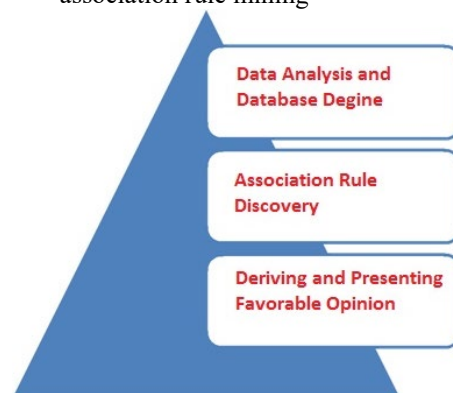 association rule mining
Data Analysis and
Database Degine
Association Rule
Discovery
Deriving and Presenting
Favorable Opinion